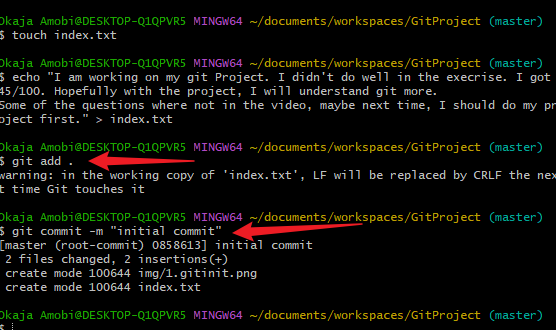 Okaja Amobi@DESKTOP-Q1QPVR5 MINGW64 ~/documents/workspaces/GitProject (master)
$ touch index.txt
Okaja Amobi@DESKTOP-Q1QPVR5 MINGW64 ~/documents/workspaces/GitProject (master)
$ echo "I am working on my git Project. I didn't do well in the execrise. I got
45/100. Hopefully with the project, I will understand git more.
Some of the questions where not in the video, maybe next time, I should do my pr
oject first." > index.txt
Okaja Amobi@DESKTOP-Q1QPVR5 MINGW64 ~/documents/workspaces/GitProject (master)
$ git add .
warning: in the working copy of 'index.txt', LF will be replaced by CRLF the nex
t time Git touches it
Okaja Amobi@DESKTOP-Q1QPVR5 MINGW64 ~/documents/workspaces/GitProject (master)
$ git commit -m "initial commit"
[master (root-commit) 0858613] initial commit
2 files changed, 2 insertions(+)
create mode 100644 img/1.gitinit.png
create mode 100644 index.txt
Okaja Amobi@DESKTOP-Q1QPVR5 MINGW64 ~/documents/workspaces/GitProject (master)
$